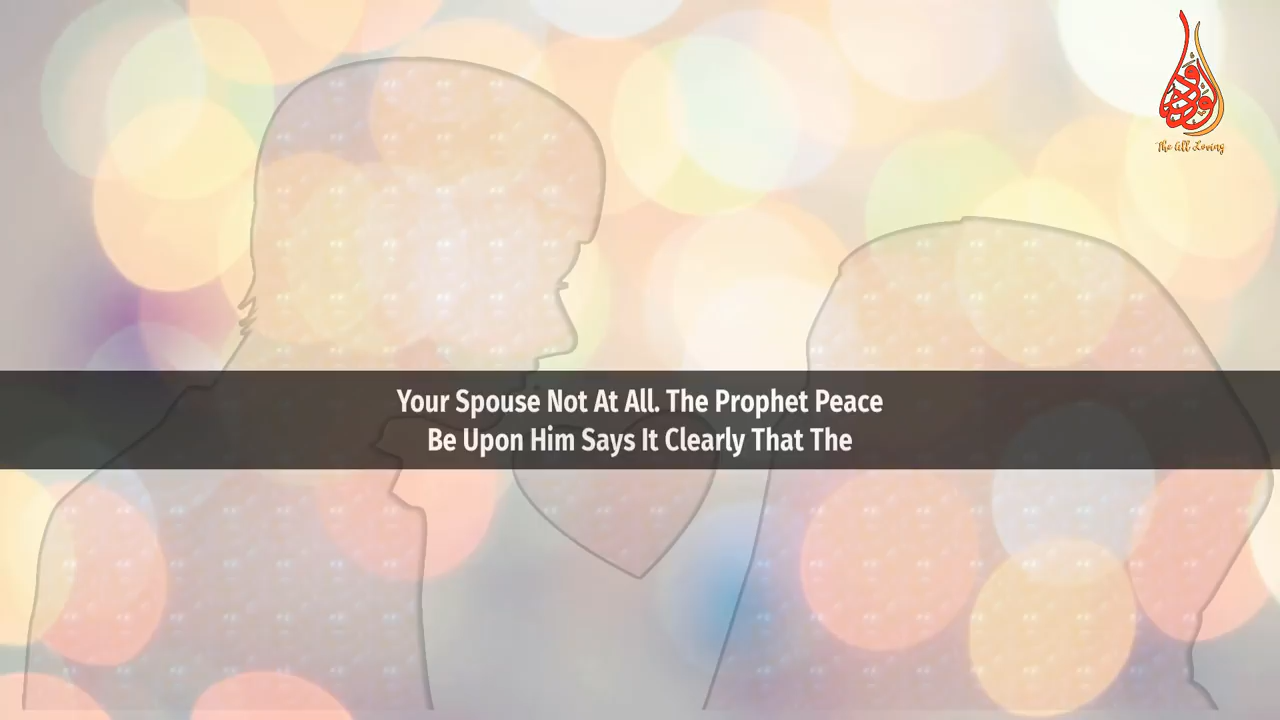 الودود
The All Loving
Your Spouse Not At All. The Prophet Peace
Be Upon Him Says It Clearly That The